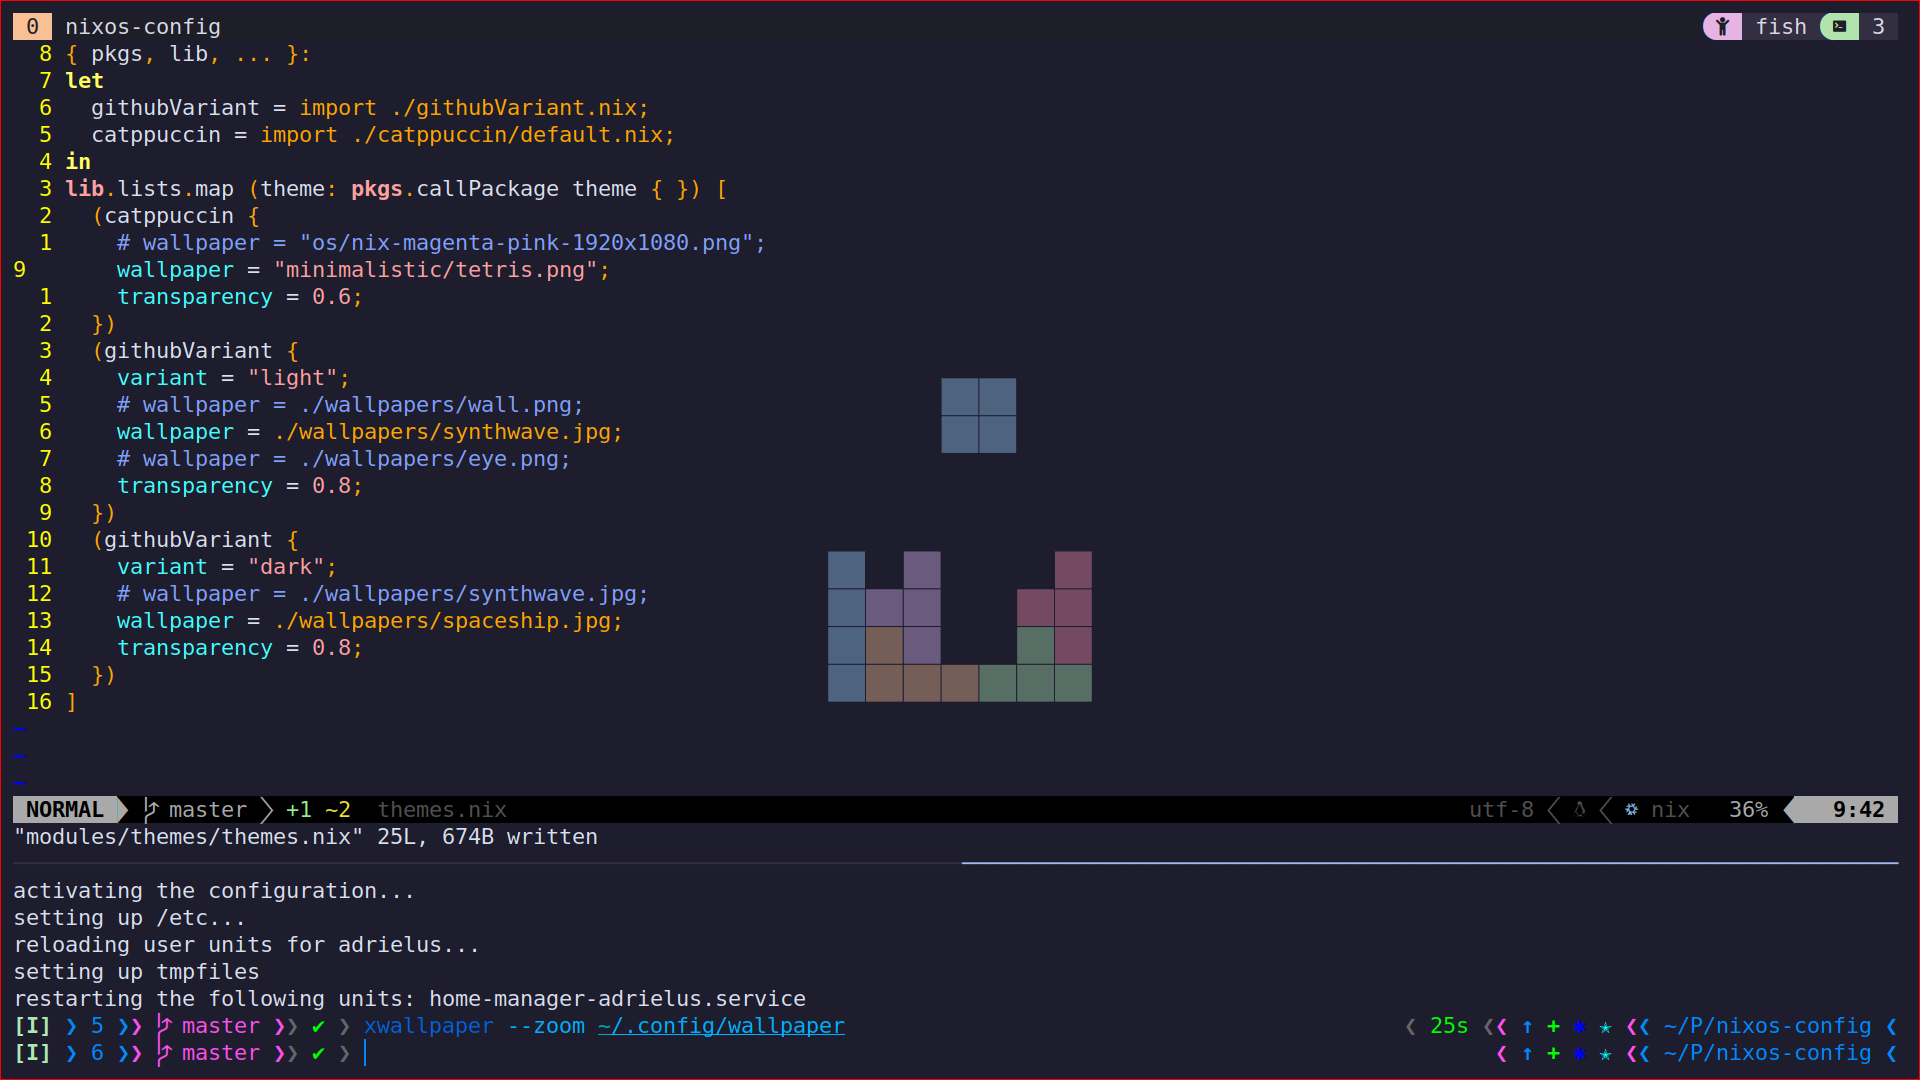 0 nixos-config fish 3
8 { pkgs, lib, ... }:
7 let
6   githubVariant = import ./githubVariant.nix;
5   catppuccin = import ./catppuccin/default.nix;
4 in
3 lib.lists.map (theme: pkgs.callPackage theme { }) [
2   (catppuccin {
1     # wallpaper = "os/nix-magenta-pink-1920x1080.png";
9     wallpaper = "minimalistic/tetris.png";
1     transparency = 0.6;
2   })
3   (githubVariant {
4     variant = "light";
5     # wallpaper = ./wallpapers/wall.png;
6     wallpaper = ./wallpapers/synthwave.jpg;
7     # wallpaper = ./wallpapers/eye.png;
8     transparency = 0.8;
9   })
10   (githubVariant {
11     variant = "dark";
12     # wallpaper = ./wallpapers/synthwave.jpg;
13     wallpaper = ./wallpapers/spaceship.jpg;
14     transparency = 0.8;
15   })
16 ]
~
~
~
NORMAL master +1 ~2 themes.nix utf-8 nix 36% 9:42
"modules/themes/themes.nix" 25L, 674B written
activating the configuration...
setting up /etc...
reloading user units for adrielus...
setting up tmpfiles
restarting the following units: home-manager-adrielus.service
[I] ❯ 5 ❯❯ master ❯❯ ✔ ❯ xwallpaper --zoom ~/.config/wallpaper ❮ 25s ❮❮ ↑ + ✱ ★ ❮❮ ~/P/nixos-config ❮
[I] ❯ 6 ❯❯ master ❯❯ ✔ ❯ ❮ ↑ + ✱ ★ ❮❮ ~/P/nixos-config ❮